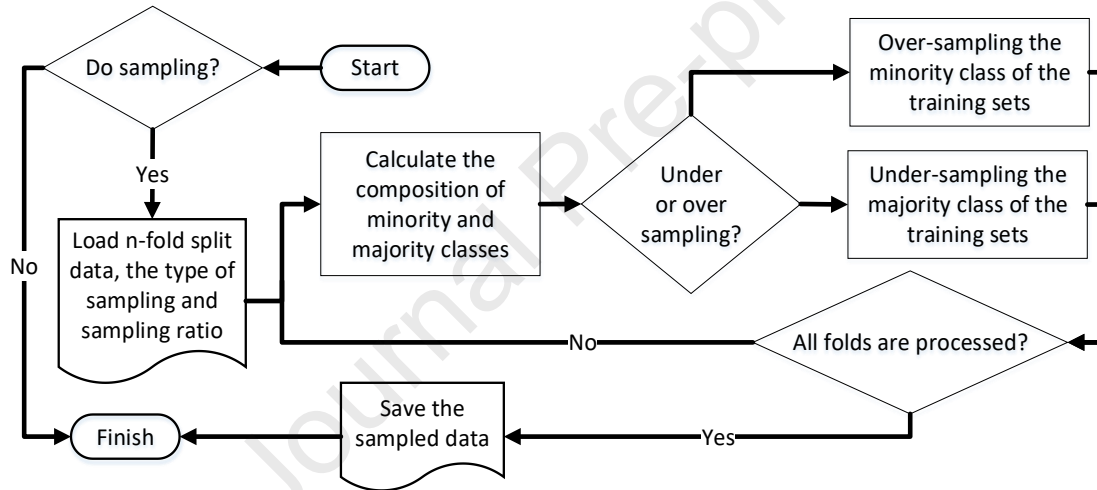 Do sampling?
Start
Yes
No
Load n-fold split
data, the type of
sampling and
sampling ratio
Calculate the
composition of
minority and
majority classes
Under
or over
sampling?
Over-sampling the
minority class of the
training sets
Under-sampling the
majority class of the
training sets
All folds are processed?
No
Yes
Save the
sampled data
Finish
Journal Pre-p